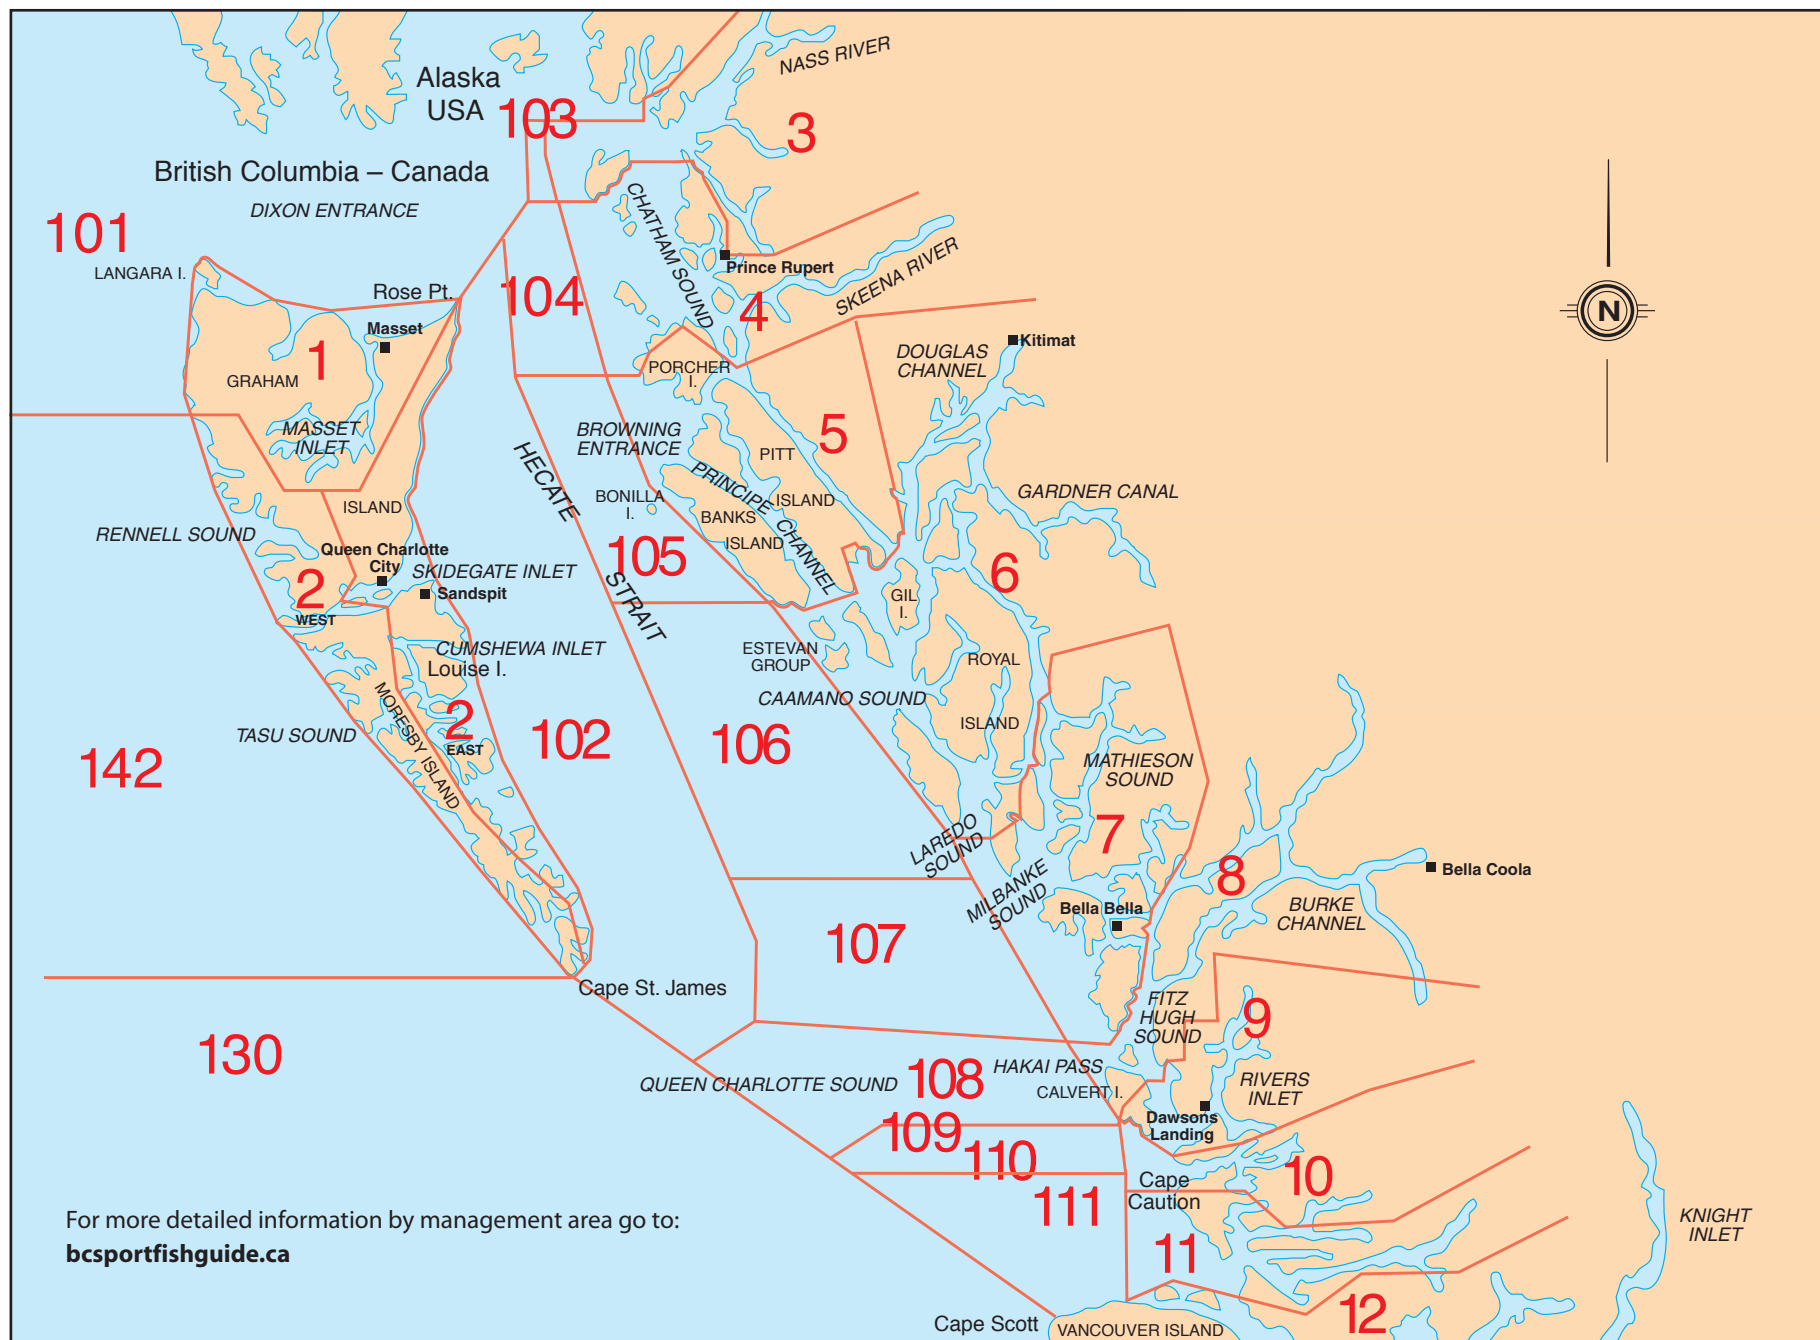 NASS RIVER
Alaska
USA
103
3
British Columbia – Canada
DIXON ENTRANCE
101
LANGARA I.
CHATHAM SOUND
Prince Rupert
SKEENA RIVER
Rose Pt.
104
4
N
Masset
1
GRAHAM
PORCHER
I.
DOUGLAS
CHANNEL
Kitimat
MASSET
INLET
BROWNING
ENTRANCE
5
PITT
ISLAND
HECATE
STRAIT
PRINCIPE CHANNEL
BONILLA
I.
BANKS
ISLAND
GARDNER CANAL
ISLAND
RENNELL SOUND
Queen Charlotte
City
SKIDEGATE INLET
105
6
2
WEST
Sandspit
GIL
I.
CUMSHEWA INLET
Louise I.
ESTEVAN
GROUP
ROYAL
ISLAND
CAAMANO SOUND
MORESBY ISLAND
TASU SOUND
2
EAST
102
106
142
MATHIESON
SOUND
LAREDO
SOUND
7
8
MILBANKE
SOUND
Bella Coola
Bella Bella
BURKE
CHANNEL
107
Cape St. James
FITZ
HUGH
SOUND
9
130
QUEEN CHARLOTTE SOUND
108
HAKAI PASS
CALVERT I.
RIVERS
INLET
Dawsons
Landing
109
110
10
Cape
Caution
111
11
KNIGHT
INLET
For more detailed information by management area go to:
bcsportfishguide.ca
12
Cape Scott
VANCOUVER ISLAND